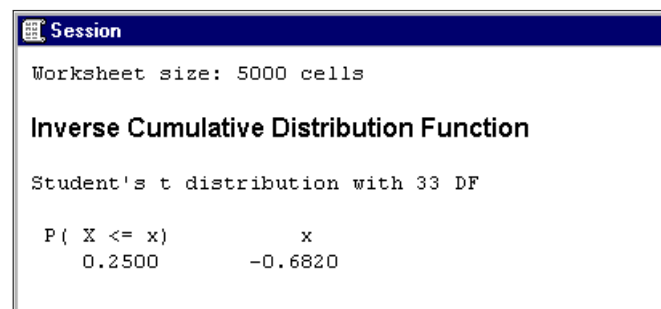 Session
Worksheet size: 5000 cells
Inverse Cumulative Distribution Function
Student's t distribution with 33 DF
P( X <= x) x
0.2500 -0.6820